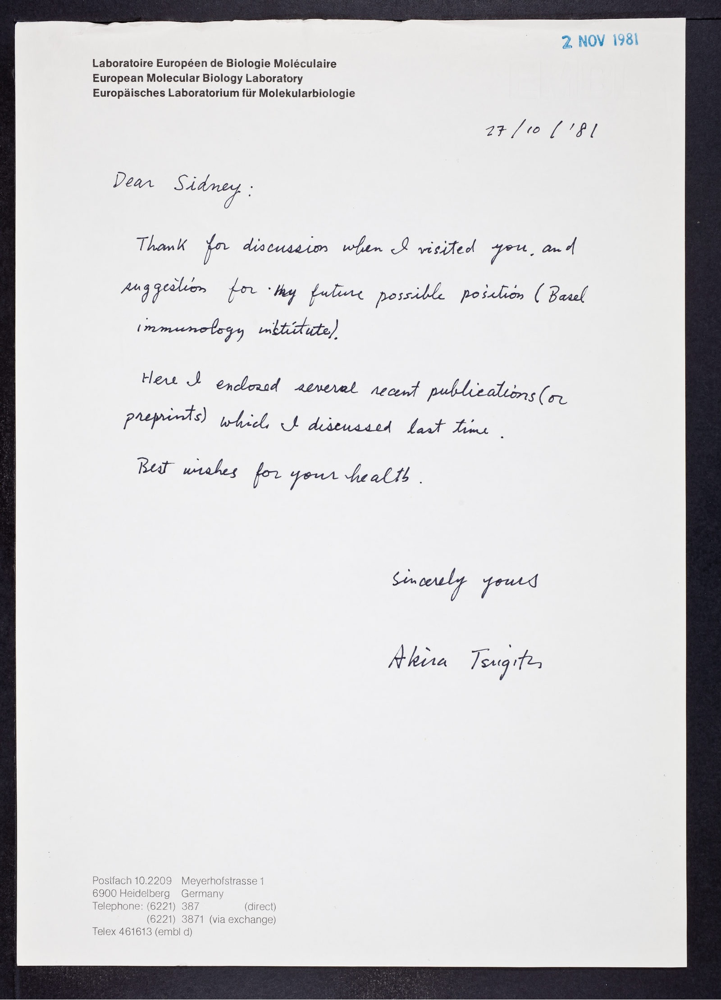 2 NOV 1981
Laboratoire Européen de Biologie Moléculaire
European Molecular Biology Laboratory
Europäisches Laboratorium für Molekularbiologie
27/10/'81
Dear Sidney:
Thank for discussion when I visited you, and
suggestion for my future possible position (Basel
immunology institute).
Here I enclosed several recent publications (or
preprints) which I discussed last time.
Best wishes for your health.
Sincerely yours
Akira
Postfach 10.2209 Meyerhofstrasse 1
6900 Heidelberg Germany
Telephone: (6221) 387 (direct)
(6221) 3871 (via exchange)
Telex 461613 (embl d)